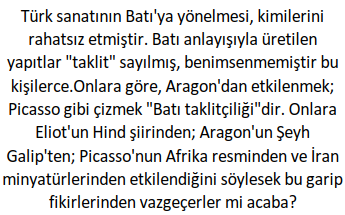 Türk sanatının Batı'ya yönelmesi, kimilerini
rahatsız etmiştir. Batı anlayışıyla üretilen
yapıtlar "taklit" sayılmış, benimsenmemiştir bu
kişilerce.Onlara göre, Aragon'dan etkilenmek;
Picasso gibi çizmek "Batı taklitçiliği"dir. Onlara
Eliot'un Hind şiirinden; Aragon'un Şeyh
Galip'ten; Picasso'nun Afrika resminden ve İran
minyatürlerinden etkilendiğini söylesek bu garip
fikirlerinden vazgeçerler mi acaba?